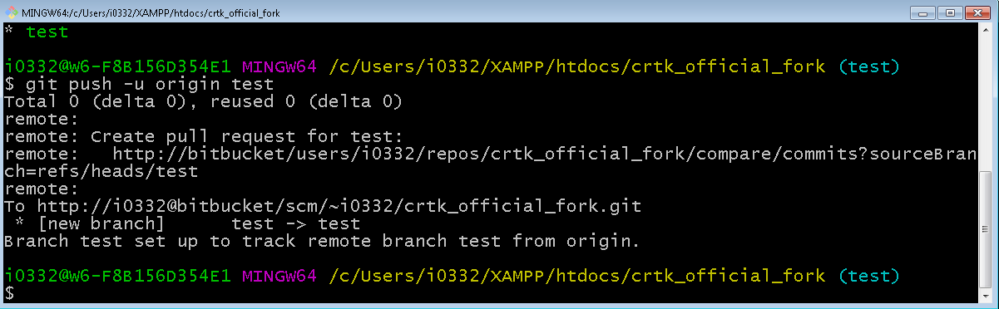 MINGW64:/c/Users/i0332/XAMPP/htdocs/crtk_official_fork
* test
i0332@W6-F8B156D354E1 MINGW64 /c/Users/i0332/XAMPP/htdocs/crtk_official_fork (test)
$ git push -u origin test
Total 0 (delta 0), reused 0 (delta 0)
remote:
remote: Create pull request for test:
remote:   http://bitbucket/users/i0332/repos/crtk_official_fork/compare/commits?sourceBran
ch=refs/heads/test
remote:
To http://i0332@bitbucket/scm/~i0332/crtk_official_fork.git
 * [new branch]      test -> test
Branch test set up to track remote branch test from origin.
i0332@W6-F8B156D354E1 MINGW64 /c/Users/i0332/XAMPP/htdocs/crtk_official_fork (test)
$